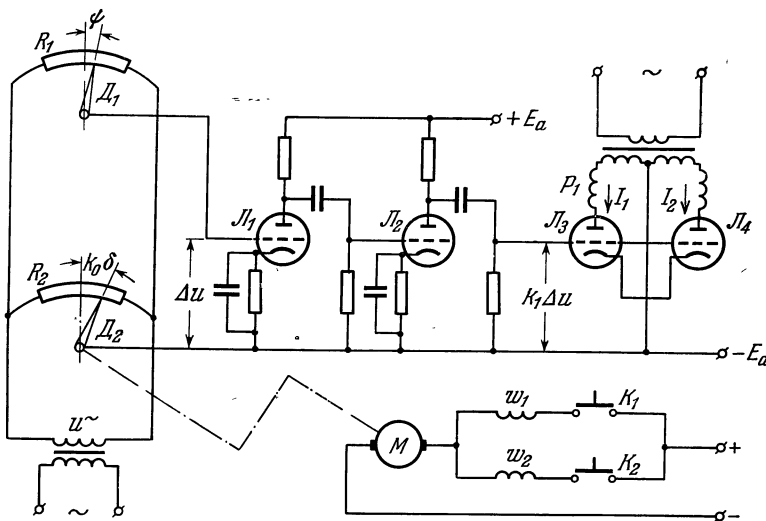 ψ
R₁
Д₁
+ Eₐ
~
P₁
I₁
I₂
Л₁
Л₂
Л₃
Л₄
Δu
k₁Δu
R₂
k₀δ
Д₂
− Eₐ
u~
~
M
w₁
K₁
w₂
K₂
+
−